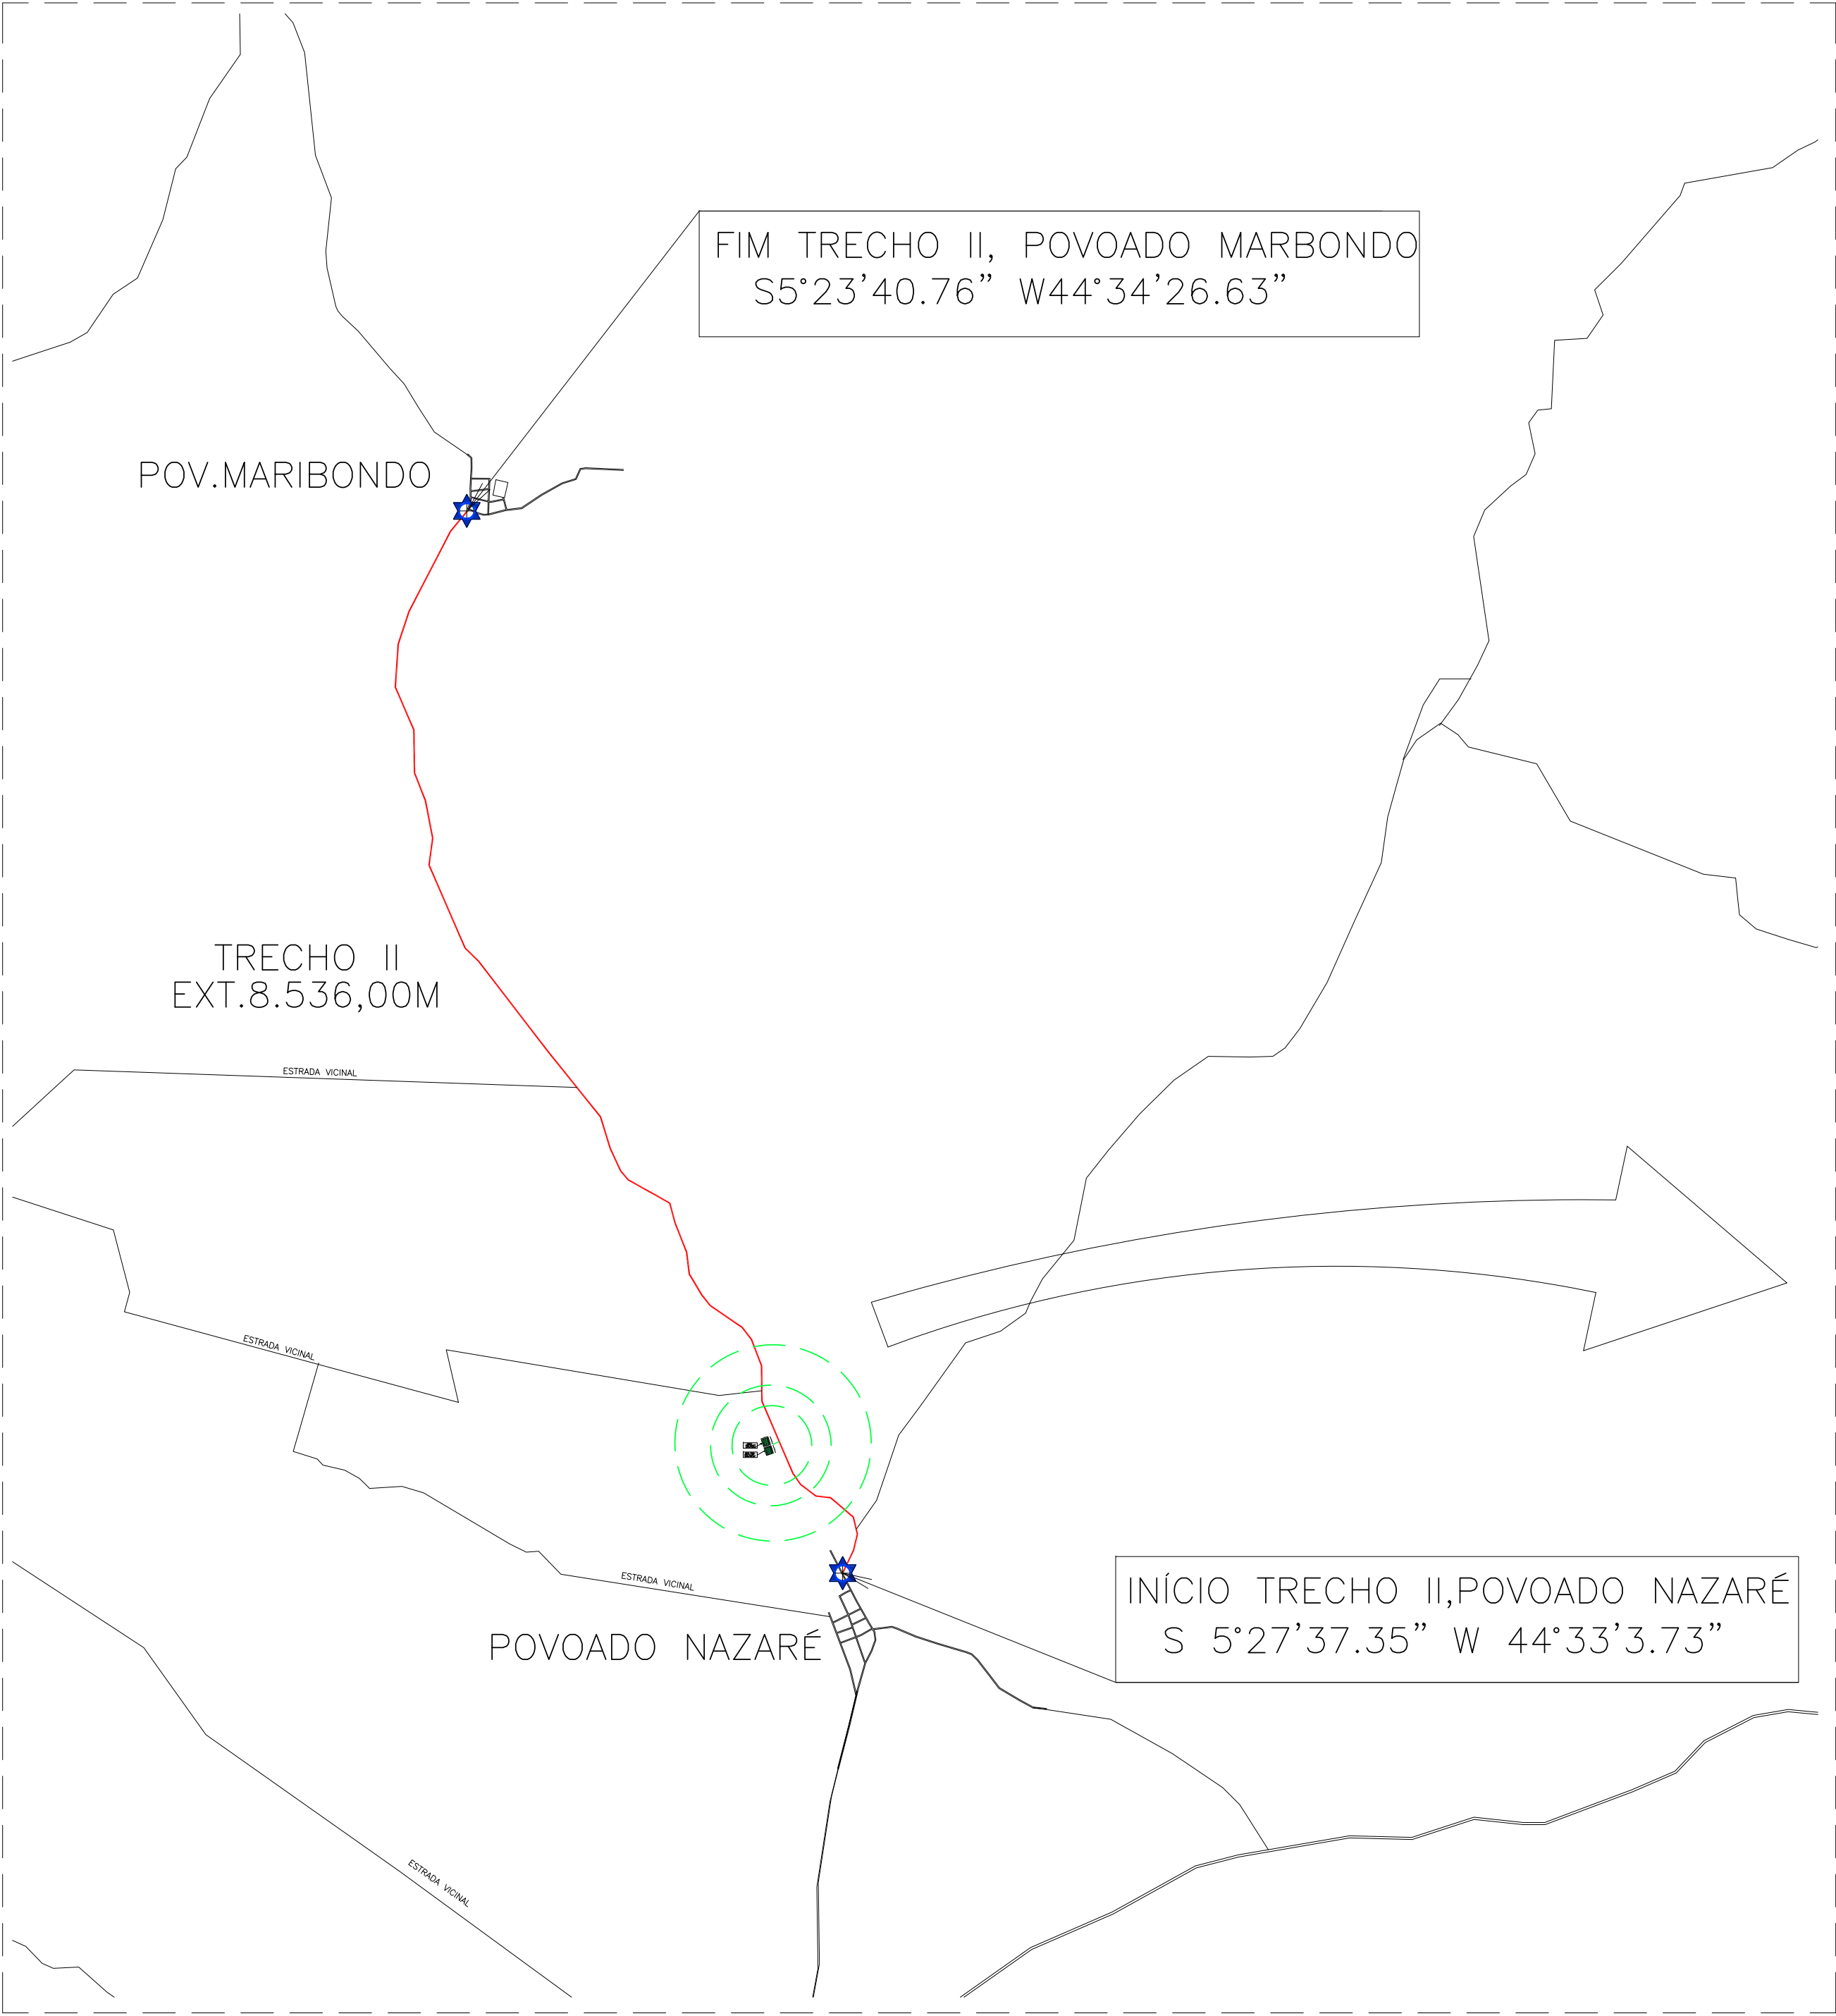 FIM TRECHO II, POVOADO MARBONDO
S5°23'40.76" W44°34'26.63"
POV.MARIBONDO
TRECHO II
EXT.8.536,00M
ESTRADA VICINAL
ESTRADA VICINAL
ESTRADA VICINAL
INÍCIO TRECHO II,POVOADO NAZARÉ
S 5°27'37.35" W 44°33'3.73"
POVOADO NAZARÉ
ESTRADA VICINAL